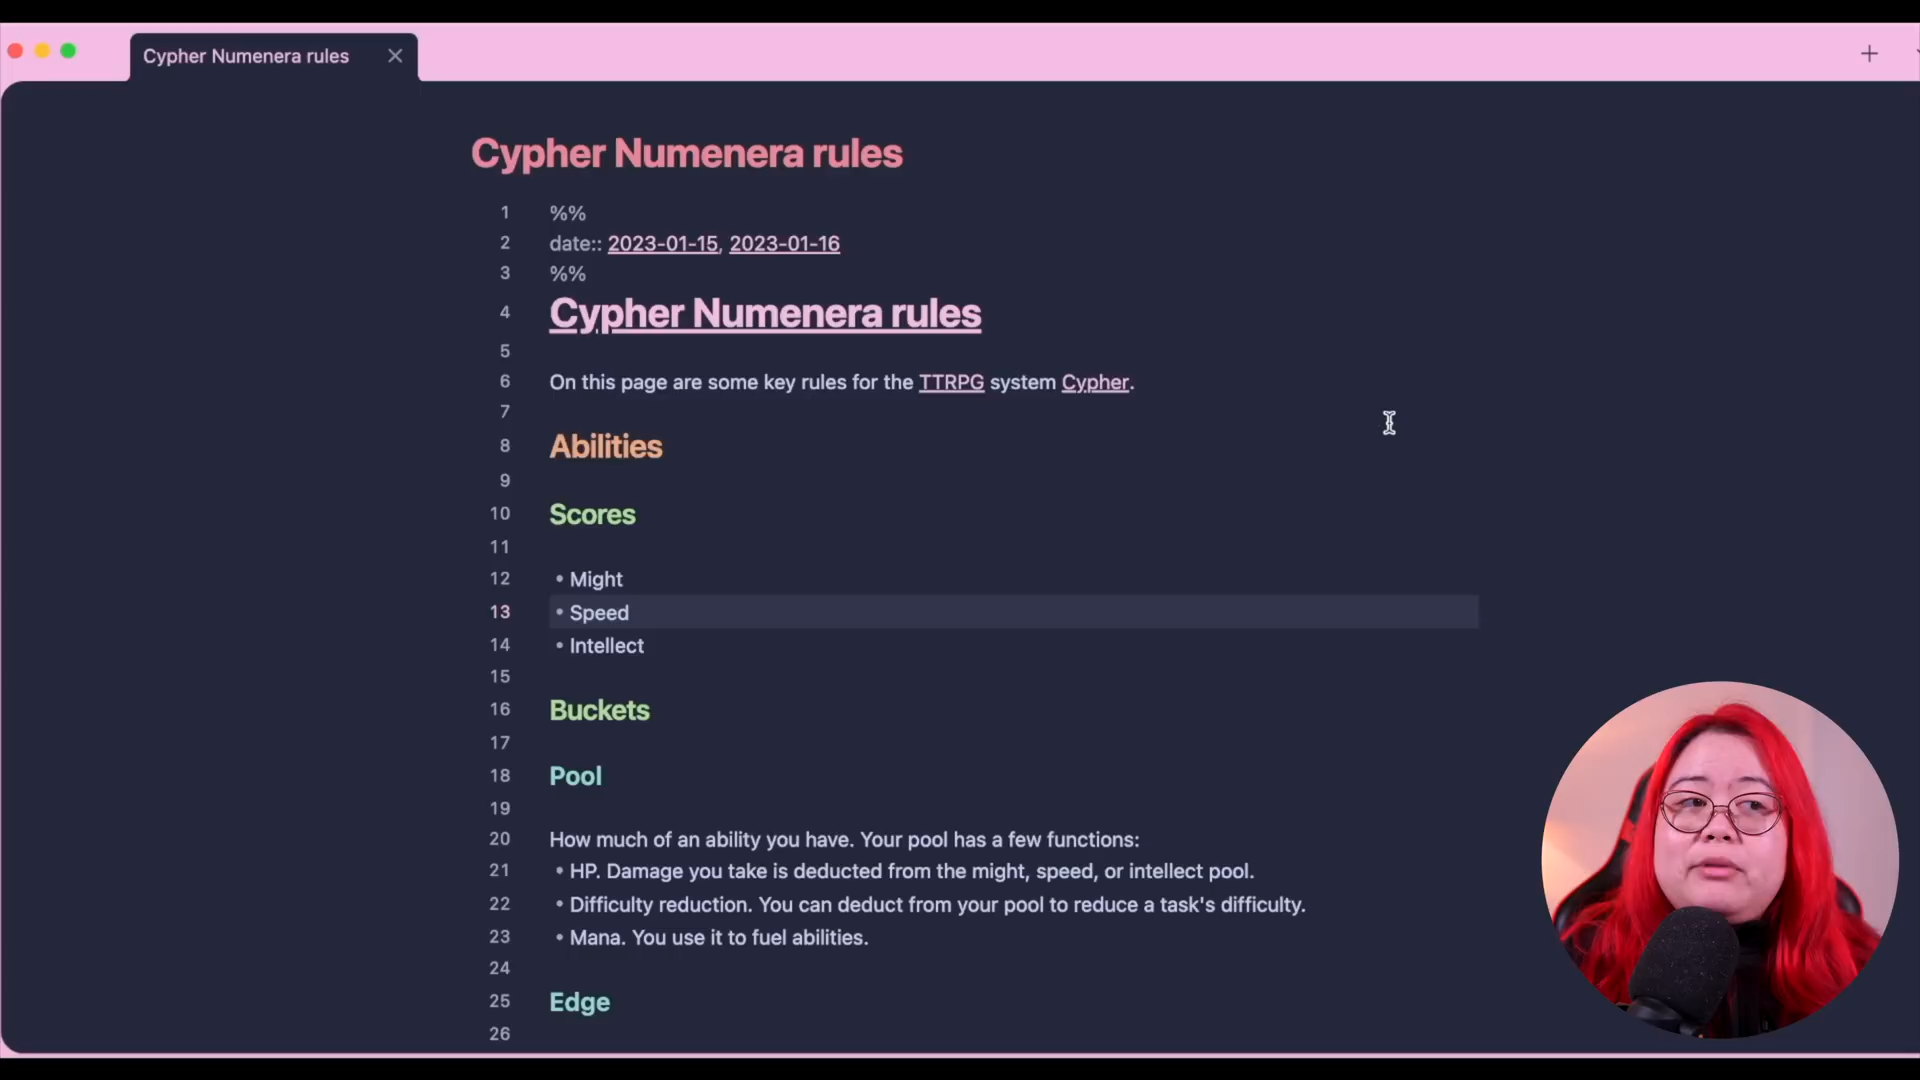 Cypher Numenera rules
Cypher Numenera rules
1 %%
2 date:: 2023-01-15, 2023-01-16
3 %%
4 Cypher Numenera rules
5
6 On this page are some key rules for the TTRPG system Cypher.
7
8 Abilities
9
10 Scores
11
12 • Might
13 • Speed
14 • Intellect
15
16 Buckets
17
18 Pool
19
20 How much of an ability you have. Your pool has a few functions:
21 • HP. Damage you take is deducted from the might, speed, or intellect pool.
22 • Difficulty reduction. You can deduct from your pool to reduce a task's difficulty.
23 • Mana. You use it to fuel abilities.
24
25 Edge
26